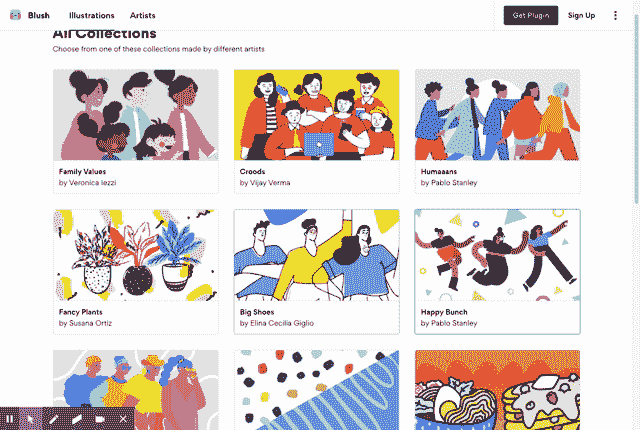 Blush Illustrations Artists Get Plugin Sign Up
All Collections
Choose from one of these collections made by different artists
Family Values
by Veronica Iezzi
Croods
by Vijay Verma
Humaaans
by Pablo Stanley
Fancy Plants
by Susana Ortiz
Big Shoes
by Elina Cecilia Giglio
Happy Bunch
by Pablo Stanley